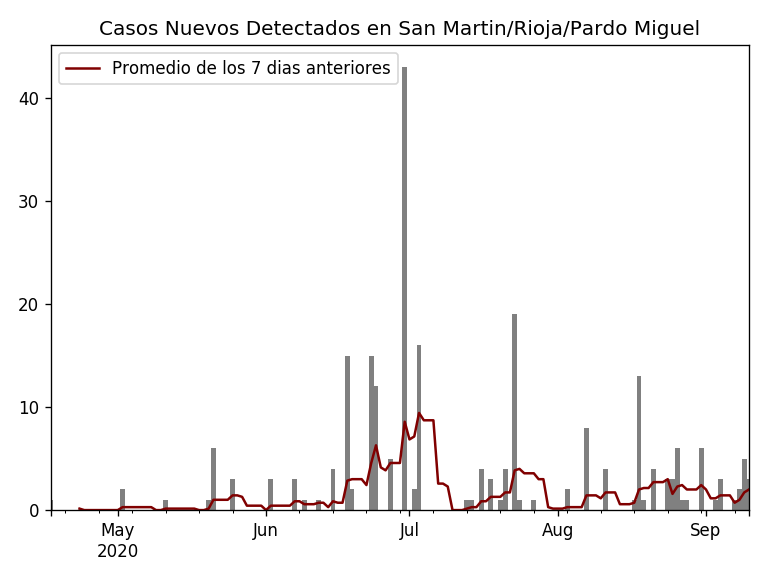 Casos Nuevos Detectados en San Martin/Rioja/Pardo Miguel
Promedio de los 7 dias anteriores
40
30
20
10
0
May Jun Jul Aug Sep
2020